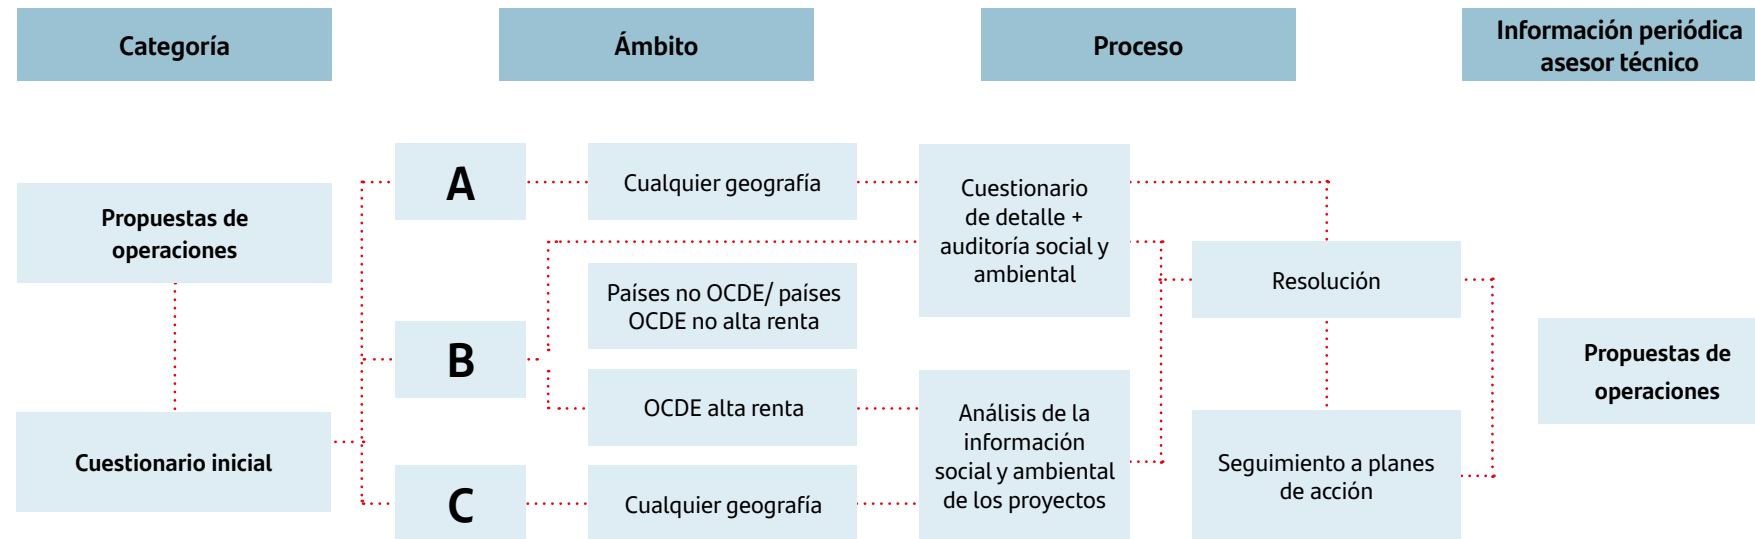 Categoría
Ámbito
Proceso
Información periódica
asesor técnico
Propuestas de
operaciones
Cuestionario inicial
A
B
C
Cualquier geografía
Países no OCDE/ países
OCDE no alta renta
OCDE alta renta
Cualquier geografía
Cuestionario
de detalle +
auditoría social y
ambiental
Análisis de la
información
social y ambiental
de los proyectos
Resolución
Seguimiento a planes
de acción
Propuestas de
operaciones